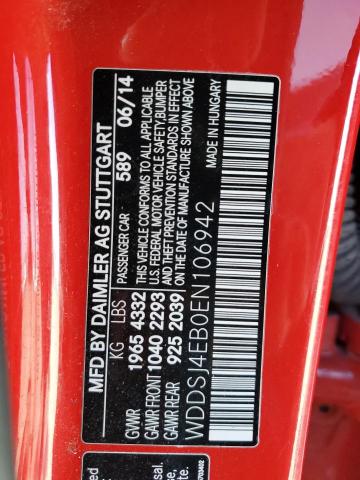 MFD BY DAIMLER AG STUTTGART
KG LBS PASSENGER CAR 589 06/14
GVWR 1965 4332 THIS VEHICLE CONFORMS TO ALL APPLICABLE
GAWR FRONT 1040 2293 U.S. FEDERAL MOTOR VEHICLE SAFETY,BUMPER
GAWR REAR 925 2039 AND THEFT PREVENTION STANDARDS IN EFFECT
ON THE DATE OF MANUFACTURE SHOWN ABOVE
WDDSJ4EB0EN106942 MADE IN HUNGARY